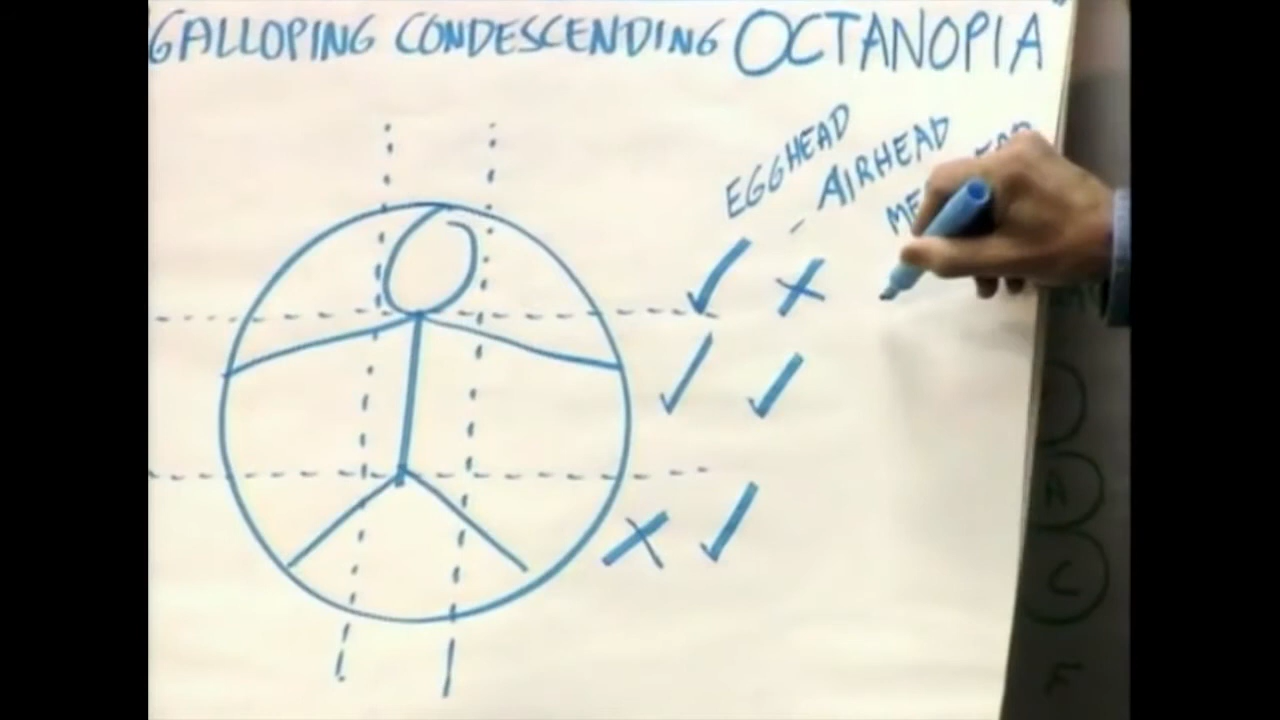 GALLOPING CONDESCENDING OCTANOPIA"
EGGHEAD
AIRHEAD
A
C
F